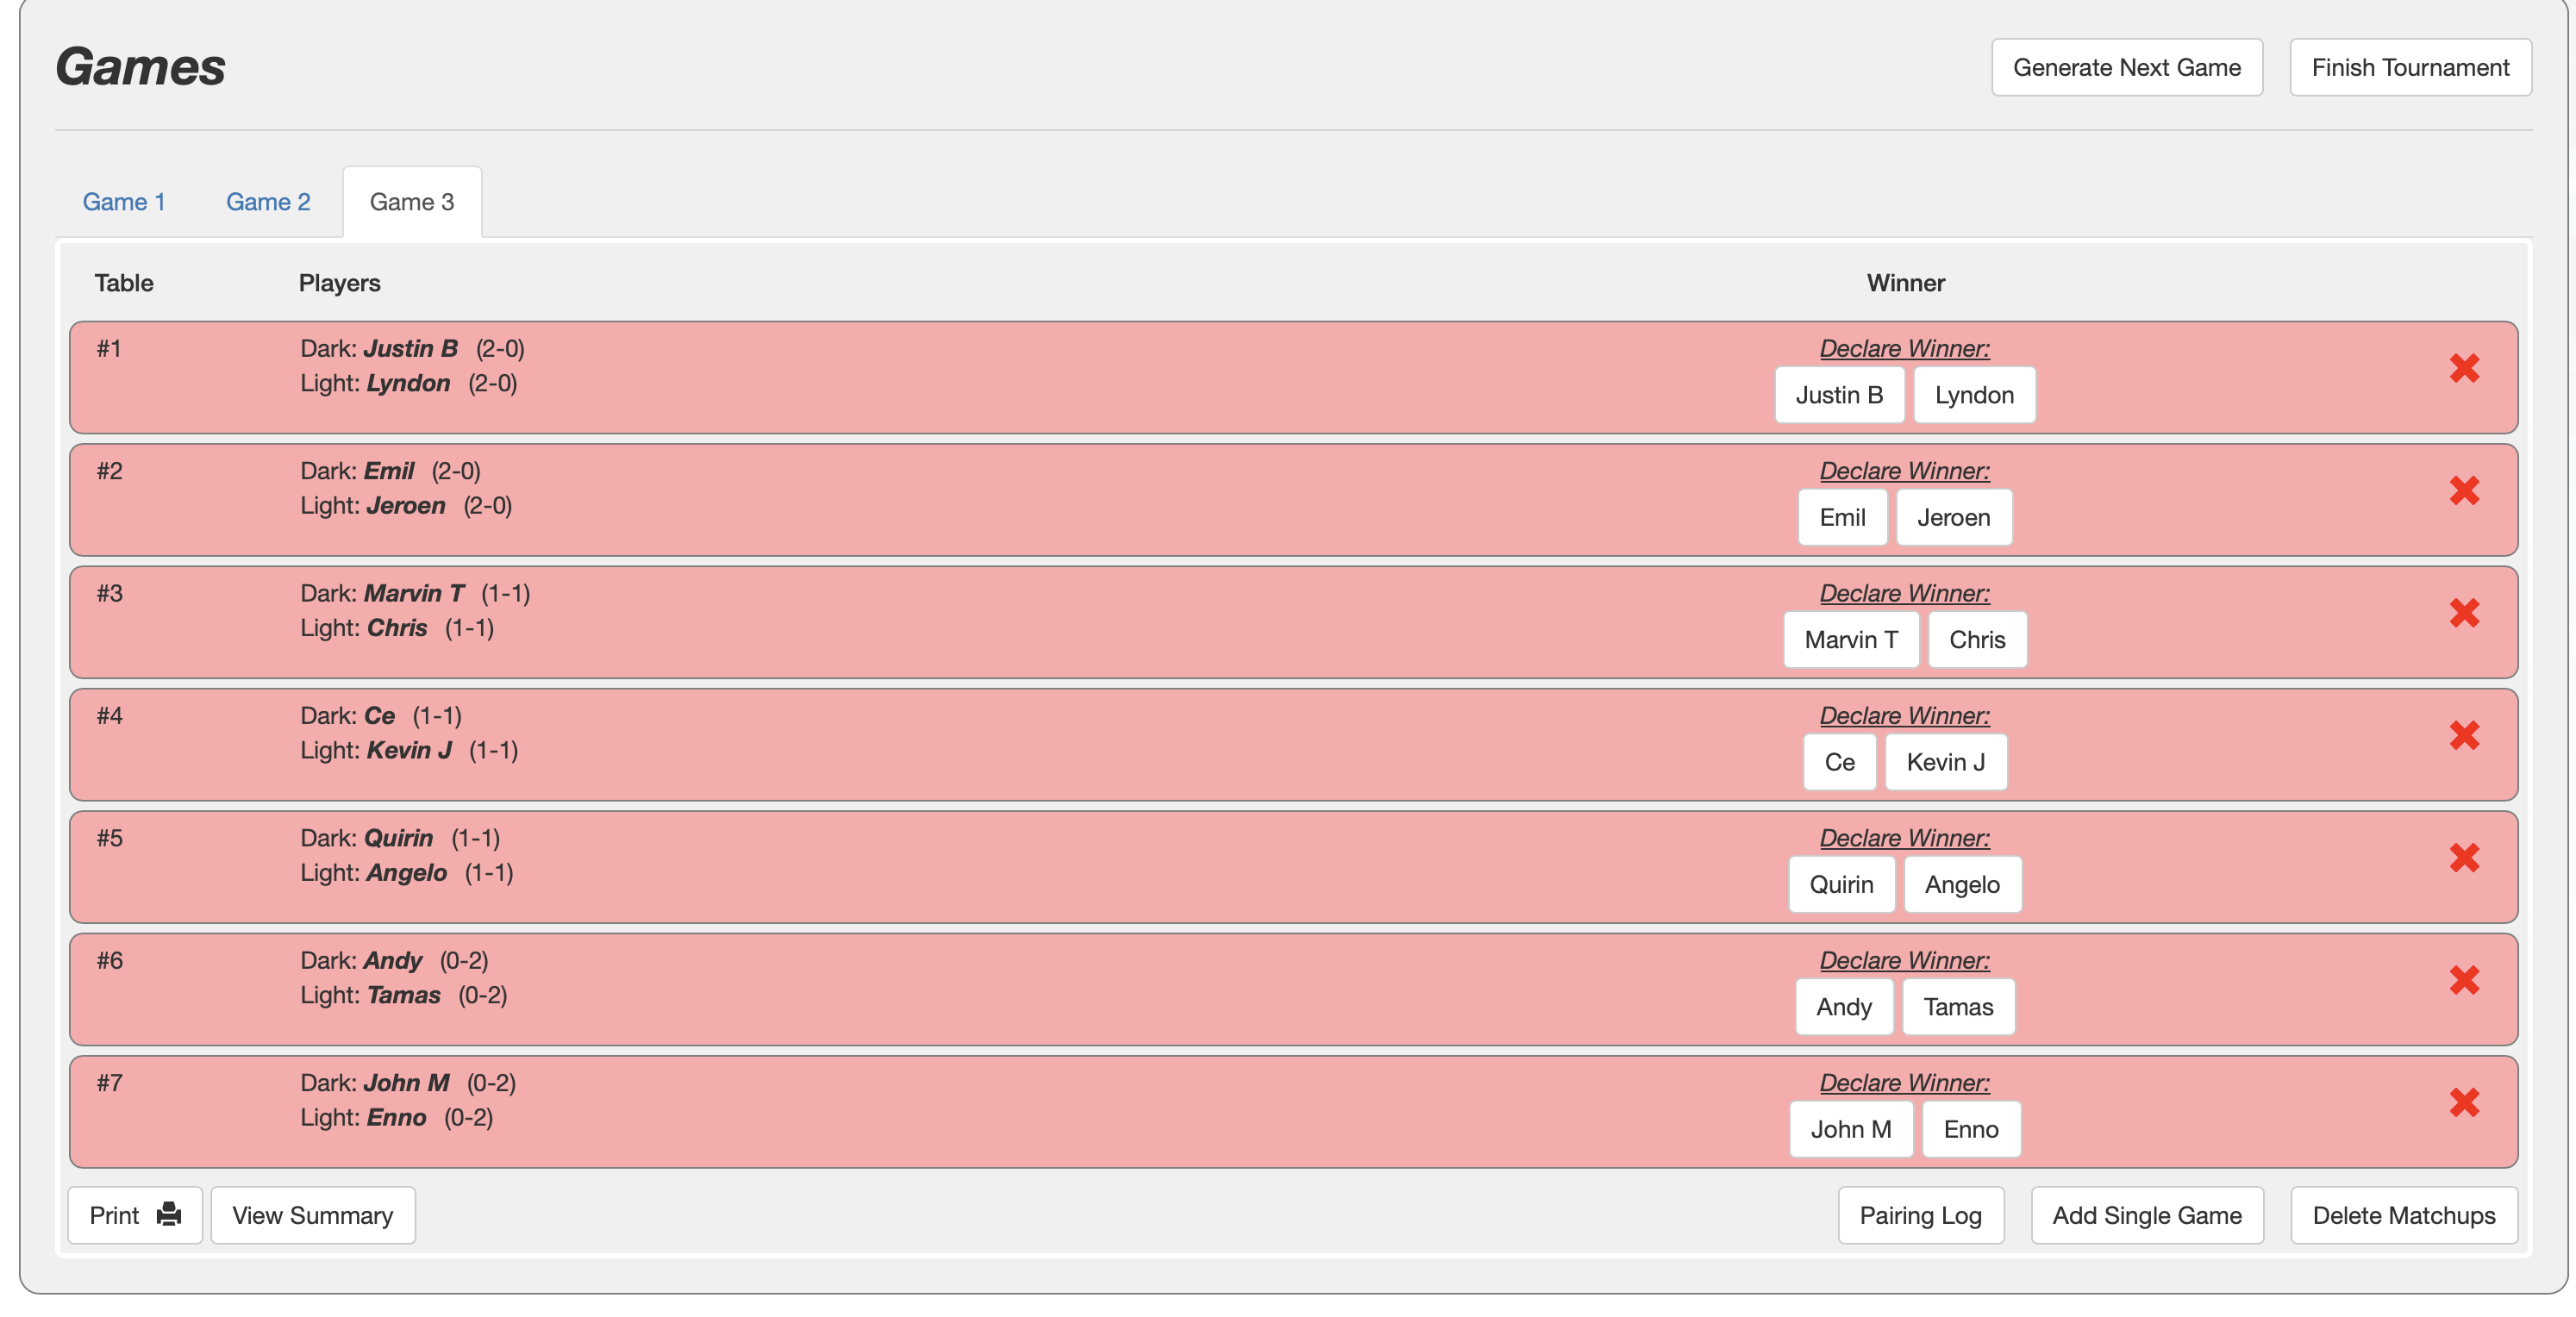 Games
Generate Next Game
Finish Tournament
Game 1
Game 2
Game 3
Table
Players
Winner
#1
Dark: Justin B (2-0)
Light: Lyndon (2-0)
Declare Winner:
Justin B
Lyndon
#2
Dark: Emil (2-0)
Light: Jeroen (2-0)
Declare Winner:
Emil
Jeroen
#3
Dark: Marvin T (1-1)
Light: Chris (1-1)
Declare Winner:
Marvin T
Chris
#4
Dark: Ce (1-1)
Light: Kevin J (1-1)
Declare Winner:
Ce
Kevin J
#5
Dark: Quirin (1-1)
Light: Angelo (1-1)
Declare Winner:
Quirin
Angelo
#6
Dark: Andy (0-2)
Light: Tamas (0-2)
Declare Winner:
Andy
Tamas
#7
Dark: John M (0-2)
Light: Enno (0-2)
Declare Winner:
John M
Enno
Print
View Summary
Pairing Log
Add Single Game
Delete Matchups